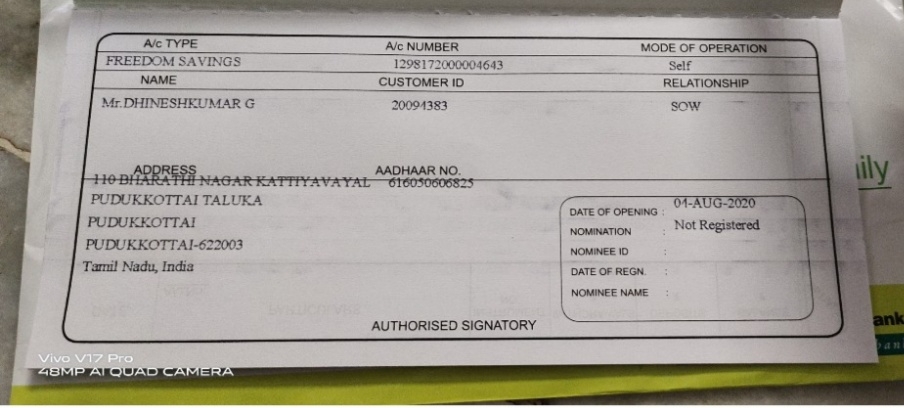 A/c TYPE A/c NUMBER MODE OF OPERATION
FREEDOM SAVINGS 1298172000004643 Self
NAME CUSTOMER ID RELATIONSHIP
Mr.DHINESHKUMAR G 20094383 SOW
ADDRESS AADHAAR NO.
110 BHARATHI NAGAR KATTIYAVAYAL 616050606825
PUDUKKOTTAI TALUKA
PUDUKKOTTAI
PUDUKKOTTAI-622003
Tamil Nadu, India
DATE OF OPENING : 04-AUG-2020
NOMINATION : Not Registered
NOMINEE ID :
DATE OF REGN. :
NOMINEE NAME :
AUTHORISED SIGNATORY
ily
ank
Vivo V17 Pro
48MP AI QUAD CAMERA